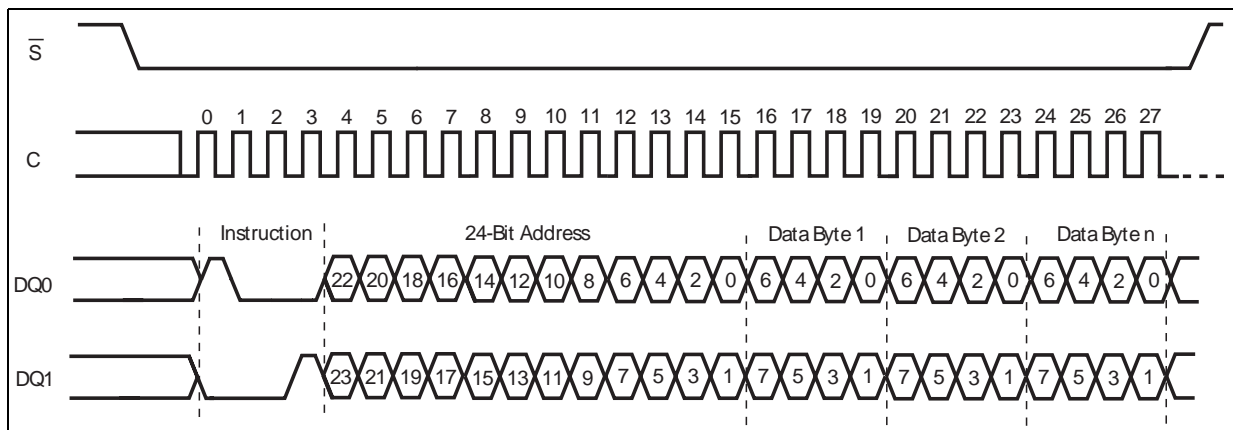 S
0 1 2 3 4 5 6 7 8 9 10 11 12 13 14 15 16 17 18 19 20 21 22 23 24 25 26 27
C
Instruction 24-Bit Address Data Byte 1 Data Byte 2 Data Byte n
DQ0 22 20 18 16 14 12 10 8 6 4 2 0 6 4 2 0 6 4 2 0 6 4 2 0
DQ1 23 21 19 17 15 13 11 9 7 5 3 1 7 5 3 1 7 5 3 1 7 5 3 1